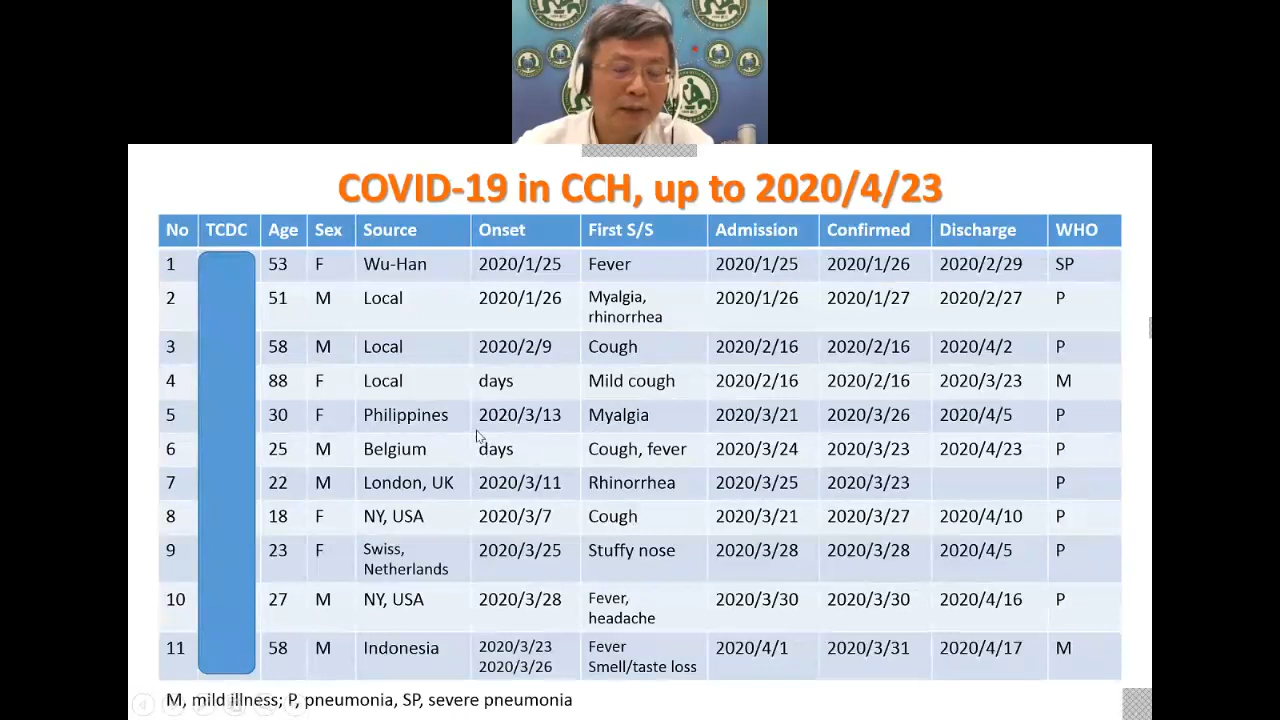 COVID-19 in CCH, up to 2020/4/23
No TCDC Age Sex Source Onset First S/S Admission Confirmed Discharge WHO
1 53 F Wu-Han 2020/1/25 Fever 2020/1/25 2020/1/26 2020/2/29 SP
2 51 M Local 2020/1/26 Myalgia, rhinorrhea 2020/1/26 2020/1/27 2020/2/27 P
3 58 M Local 2020/2/9 Cough 2020/2/16 2020/2/16 2020/4/2 P
4 88 F Local days Mild cough 2020/2/16 2020/2/16 2020/3/23 M
5 30 F Philippines 2020/3/13 Myalgia 2020/3/21 2020/3/26 2020/4/5 P
6 25 M Belgium days Cough, fever 2020/3/24 2020/3/23 2020/4/23 P
7 22 M London, UK 2020/3/11 Rhinorrhea 2020/3/25 2020/3/23 P
8 18 F NY, USA 2020/3/7 Cough 2020/3/21 2020/3/27 2020/4/10 P
9 23 F Swiss, Netherlands 2020/3/25 Stuffy nose 2020/3/28 2020/3/28 2020/4/5 P
10 27 M NY, USA 2020/3/28 Fever, headache 2020/3/30 2020/3/30 2020/4/16 P
11 58 M Indonesia 2020/3/23 2020/3/26 Fever Smell/taste loss 2020/4/1 2020/3/31 2020/4/17 M
M, mild illness; P, pneumonia, SP, severe pneumonia